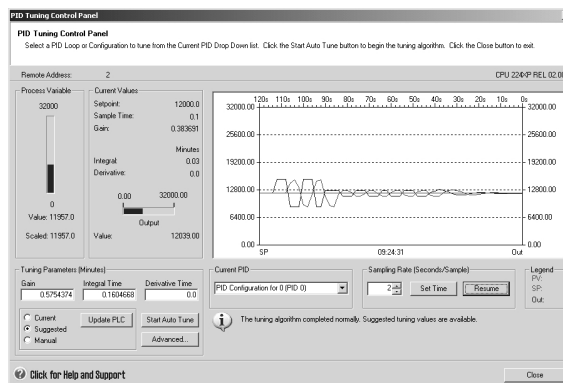 PID Tuning Control Panel
PID Tuning Control Panel
Select a PID Loop or Configuration to tune from the Current PID Drop Down list. Click the Start Auto Tune button to begin the tuning algorithm. Click the Close button to exit.
Remote Address: 2
CPU 224XP REL 02.00
Process Variable
32000
0
Value: 11957.0
Scaled: 11957.0
Current Values
Setpoint: 12000.0
Sample Time: 0.1
Gain: 0.383691
Minutes
Integral: 0.03
Derivative: 0.0
0.00 32000.00
Output
Value: 12039.00
120s 110s 100s 90s 80s 70s 60s 50s 40s 30s 20s 10s 0s
32000.00 32000.00
25600.00 25600.00
19200.00 19200.00
12800.00 12800.00
6400.00 6400.00
0.00 0.00
SP 09:24:31 Out
Tuning Parameters (Minutes)
Gain Integral Time Derivative Time
0.5754374 0.1604668 0.0
Current
Suggested
Manual
Update PLC
Start Auto Tune
Advanced...
Current PID
PID Configuration for 0 (PID 0)
Sampling Rate (Seconds/Sample)
2 Set Time Resume
Legend
PV:
SP:
Out:
The tuning algorithm completed normally. Suggested tuning values are available.
Click for Help and Support
Close